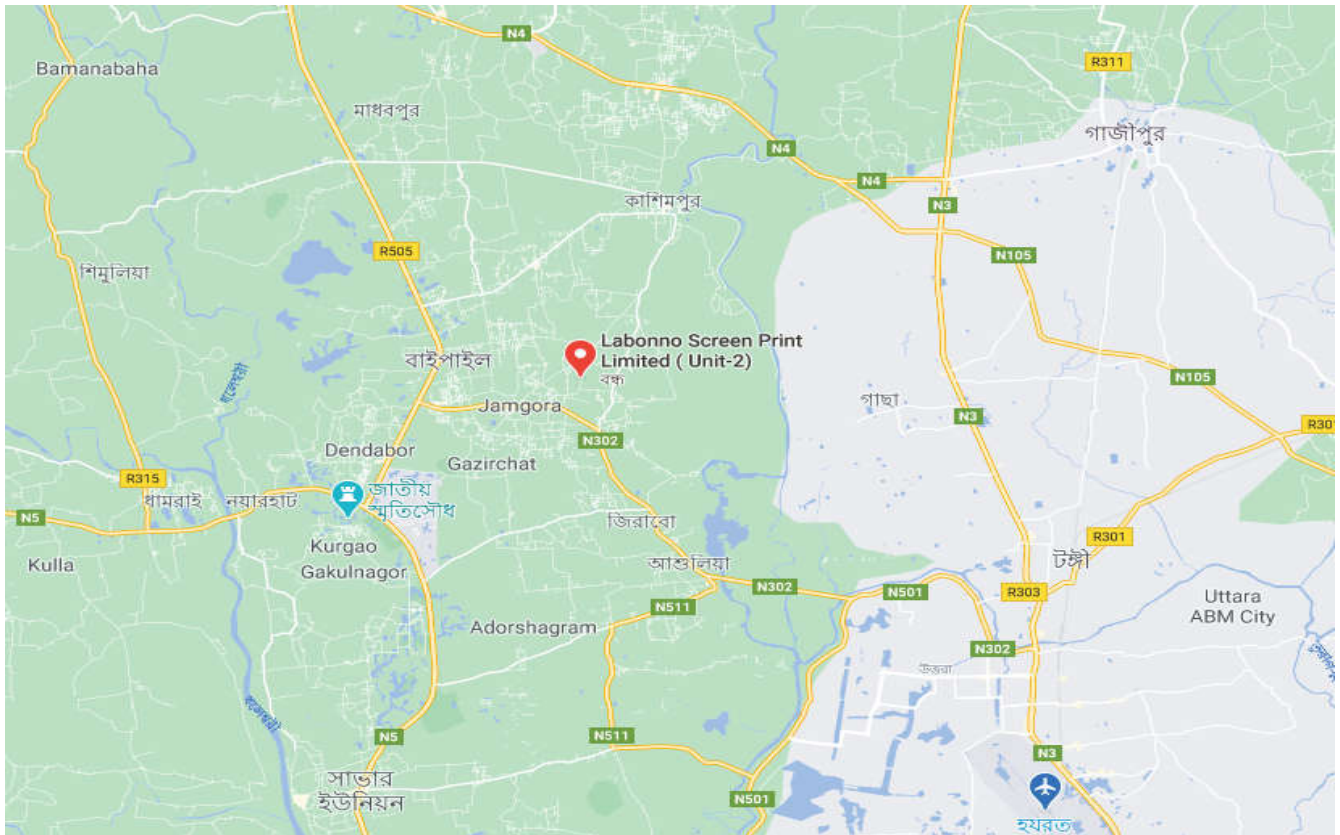 N4
Bamanabaha
R311
মাধবপুর
গাজীপুর
N4
N4
কাশিমপুর
N3
R505
N105
শিমুলিয়া
Labonno Screen Print
Limited ( Unit-2)
বন্ধ
বাইপাইল
N105
গাছা
Jamgora
N3
R301
N302
Dendabor
Gazirchat
R315
জাতীয়
স্মৃতিসৌধ
ধামরাই
নয়ারহাট
N5
জিরাবো
R301
Kurgao
Gakulnagor
Kulla
আশুলিয়া
টঙ্গী
N302
N501
R303
Uttara
ABM City
N511
Adorshagram
N302
উত্তরা
N5
N511
N3
সাভার
ইউনিয়ন
N501
হযরত